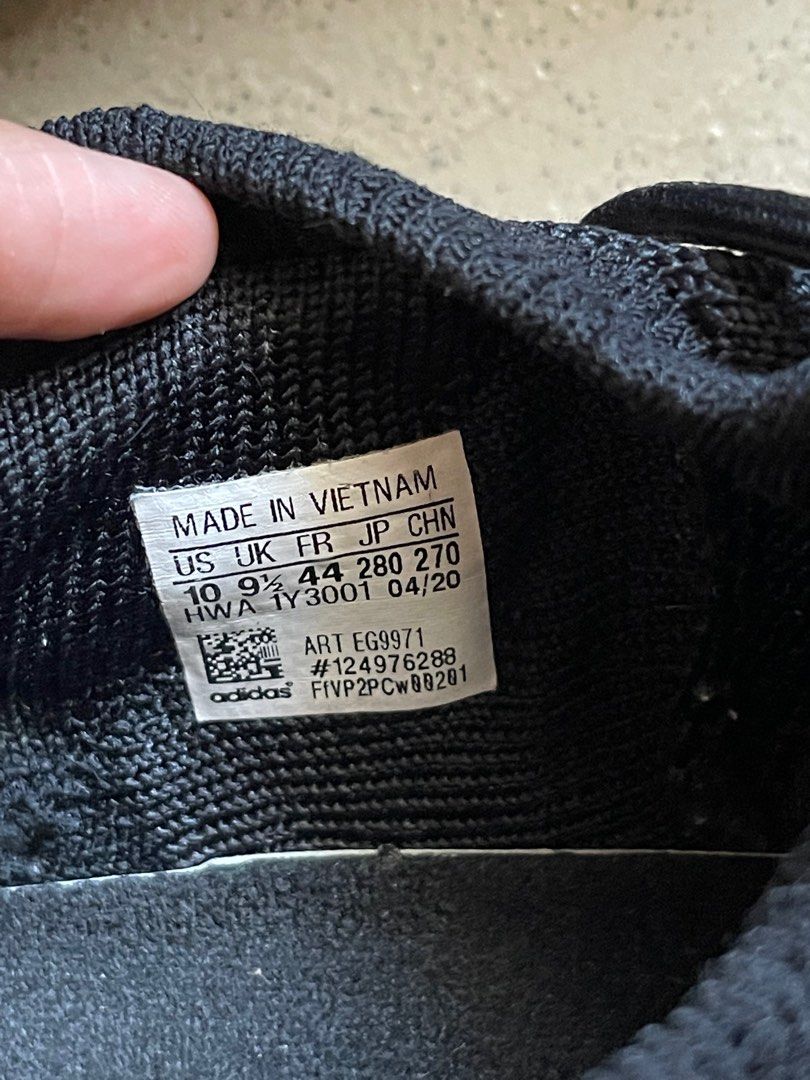 MADE IN VIETNAM
US UK FR JP CHN
10 9½ 44 280 270
HWA 1Y3001 04/20
ART EG9971
#124976288
adidas FfVP2PCw00201